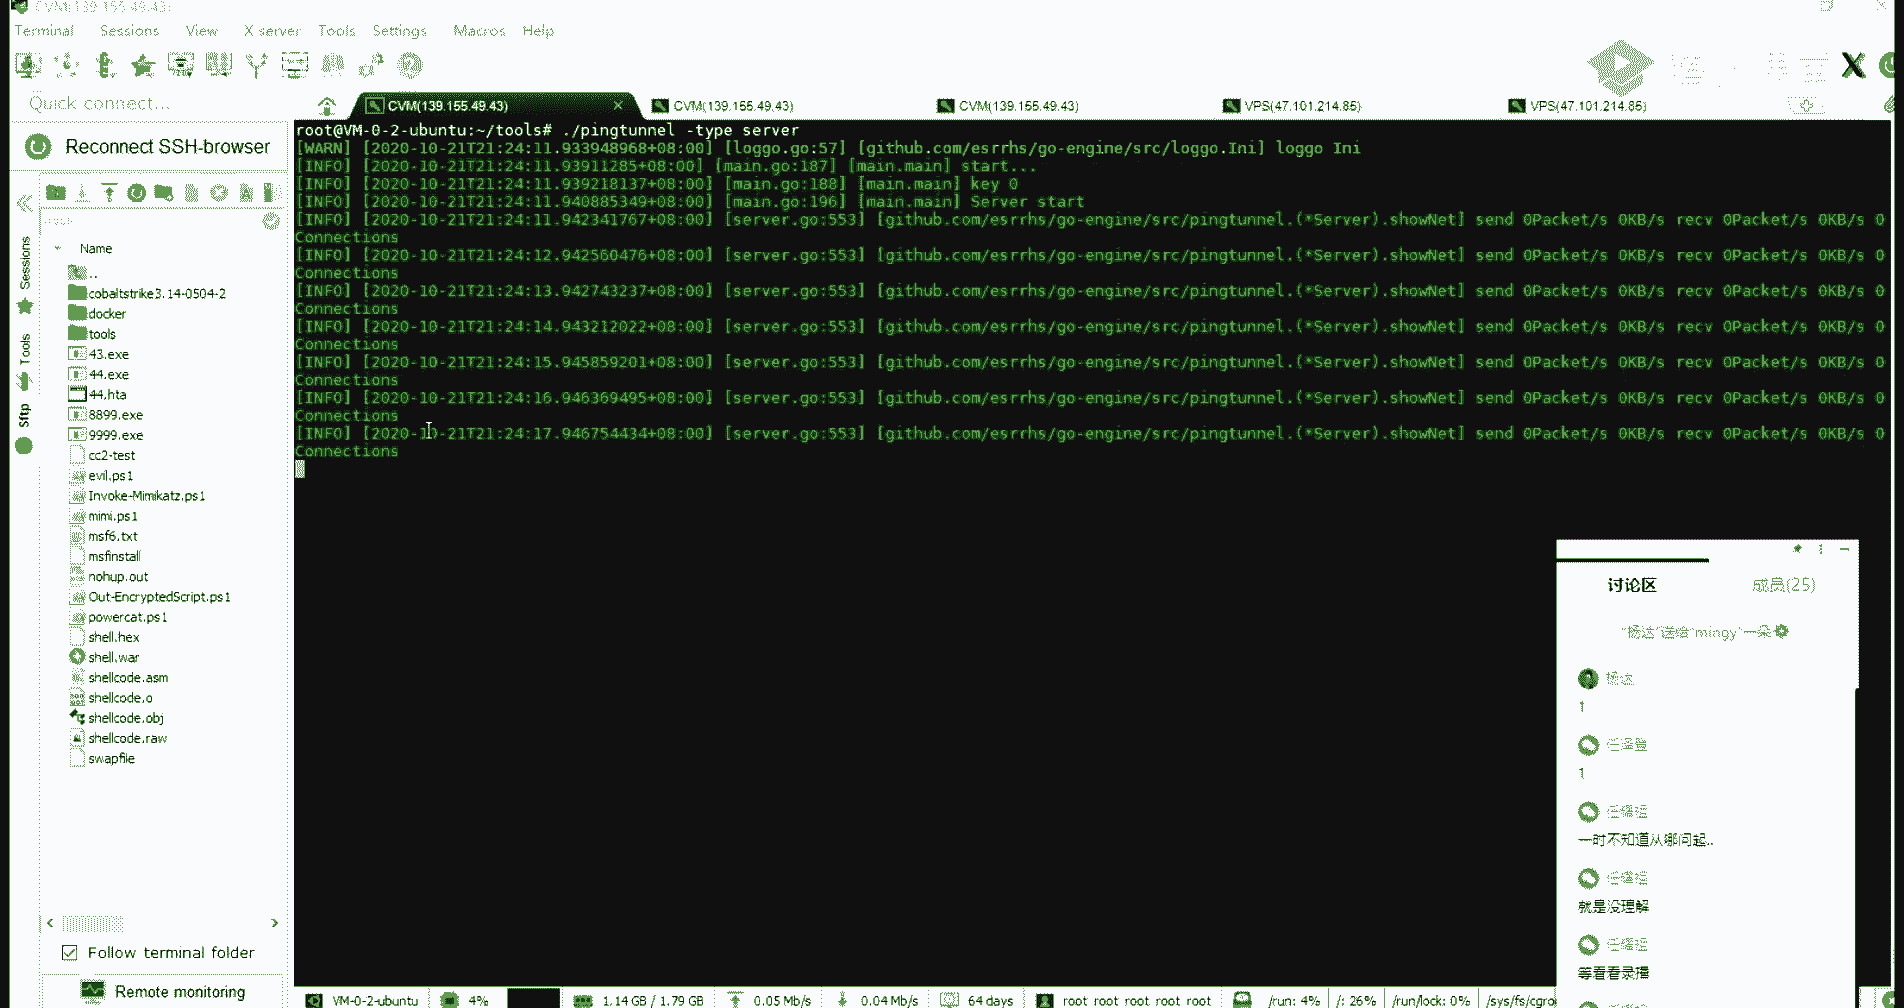 CVM(139.155.49.43)
Terminal Sessions View X server Tools Settings Macros Help
Quick connect...
CVM(139.155.49.43) CVM(139.155.49.43) CVM(139.155.49.43) VPS(47.101.214.85) VPS(47.101.214.85)
Reconnect SSH-browser
Sessions
Tools
Sftp
Name
..
cobaltstrike3.14-0504-2
docker
tools
43.exe
44.exe
44.hta
8899.exe
9999.exe
cc2-test
evil.ps1
Invoke-Mimikatz.ps1
mimi.ps1
msf6.txt
msfinstall
nohup.out
Out-EncryptedScript.ps1
powercat.ps1
shell.hex
shell.war
shellcode.asm
shellcode.o
shellcode.obj
shellcode.raw
swapfile
Follow terminal folder
Remote monitoring
root@VM-0-2-ubuntu:~/tools# ./pingtunnel -type server
[WARN] [2020-10-21T21:24:11.933948968+08:00] [loggo.go:57] [github.com/esrrhs/go-engine/src/loggo.Ini] loggo Ini
[INFO] [2020-10-21T21:24:11.93911285+08:00] [main.go:187] [main.main] start...
[INFO] [2020-10-21T21:24:11.939218137+08:00] [main.go:188] [main.main] key 0
[INFO] [2020-10-21T21:24:11.940885349+08:00] [main.go:196] [main.main] Server start
[INFO] [2020-10-21T21:24:11.942341767+08:00] [server.go:553] [github.com/esrrhs/go-engine/src/pingtunnel.(*Server).showNet] send 0Packet/s 0KB/s recv 0Packet/s 0KB/s 0
Connections
[INFO] [2020-10-21T21:24:12.942560476+08:00] [server.go:553] [github.com/esrrhs/go-engine/src/pingtunnel.(*Server).showNet] send 0Packet/s 0KB/s recv 0Packet/s 0KB/s 0
Connections
[INFO] [2020-10-21T21:24:13.942743237+08:00] [server.go:553] [github.com/esrrhs/go-engine/src/pingtunnel.(*Server).showNet] send 0Packet/s 0KB/s recv 0Packet/s 0KB/s 0
Connections
[INFO] [2020-10-21T21:24:14.943212022+08:00] [server.go:553] [github.com/esrrhs/go-engine/src/pingtunnel.(*Server).showNet] send 0Packet/s 0KB/s recv 0Packet/s 0KB/s 0
Connections
[INFO] [2020-10-21T21:24:15.945859201+08:00] [server.go:553] [github.com/esrrhs/go-engine/src/pingtunnel.(*Server).showNet] send 0Packet/s 0KB/s recv 0Packet/s 0KB/s 0
Connections
[INFO] [2020-10-21T21:24:16.946369495+08:00] [server.go:553] [github.com/esrrhs/go-engine/src/pingtunnel.(*Server).showNet] send 0Packet/s 0KB/s recv 0Packet/s 0KB/s 0
Connections
[INFO] [2020-10-21T21:24:17.946754434+08:00] [server.go:553] [github.com/esrrhs/go-engine/src/pingtunnel.(*Server).showNet] send 0Packet/s 0KB/s recv 0Packet/s 0KB/s 0
Connections
讨论区 成员(25)
"杨达"送给"mingy"一朵
杨达
1
1
一时不知道从哪问起..
就是没理解
等看看录播
VM-0-2-ubuntu 4% 1.14 GB / 1.79 GB 0.05 Mb/s 0.04 Mb/s 64 days root root root root root /run: 4% /: 26% /run/lock: 0% /sys/fs/cgro